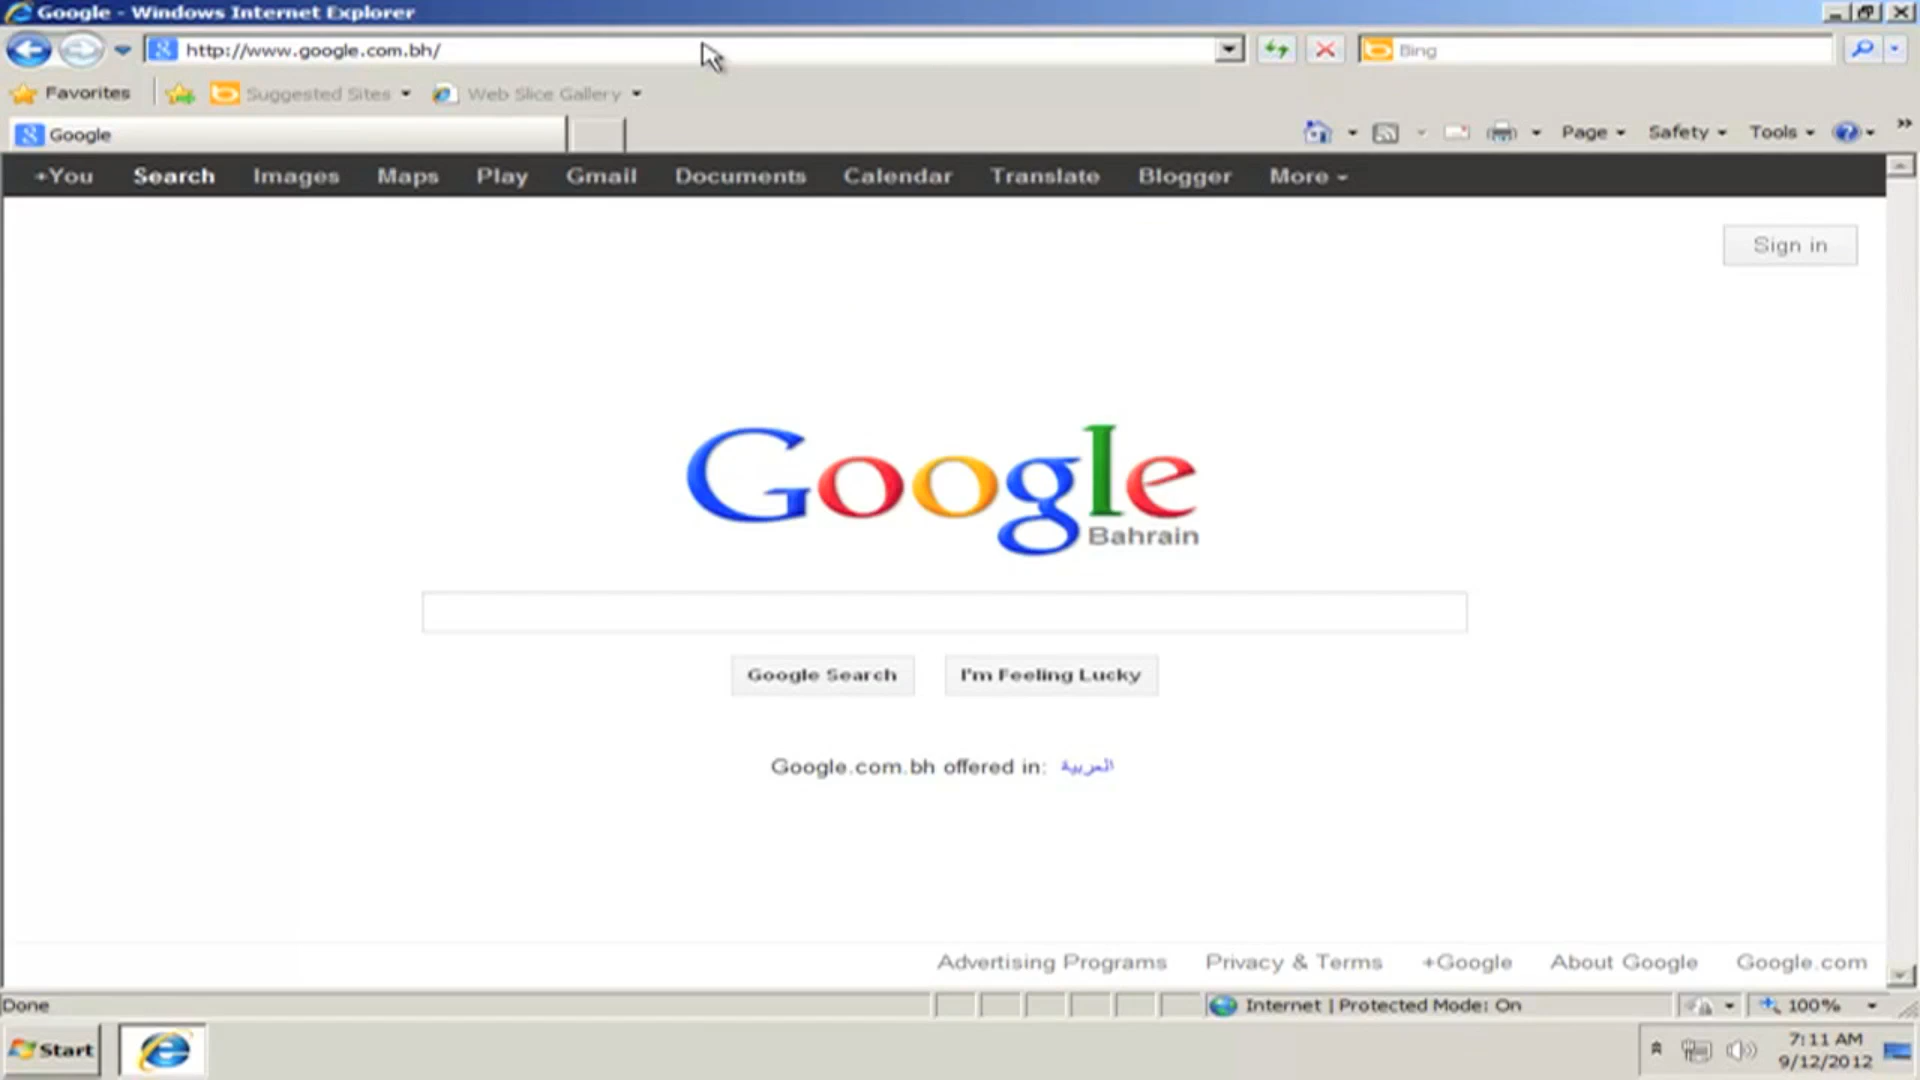 Google - Windows Internet Explorer
http://www.google.com.bh/
Bing
Favorites Suggested Sites Web Slice Gallery
Google
Page Safety Tools
+You Search Images Maps Play Gmail Documents Calendar Translate Blogger More
Sign in
Google
Bahrain
Google Search I'm Feeling Lucky
Google.com.bh offered in: العربية
Advertising Programs Privacy & Terms +Google About Google Google.com
Done Internet | Protected Mode: On 100%
Start 7:11 AM
9/12/2012